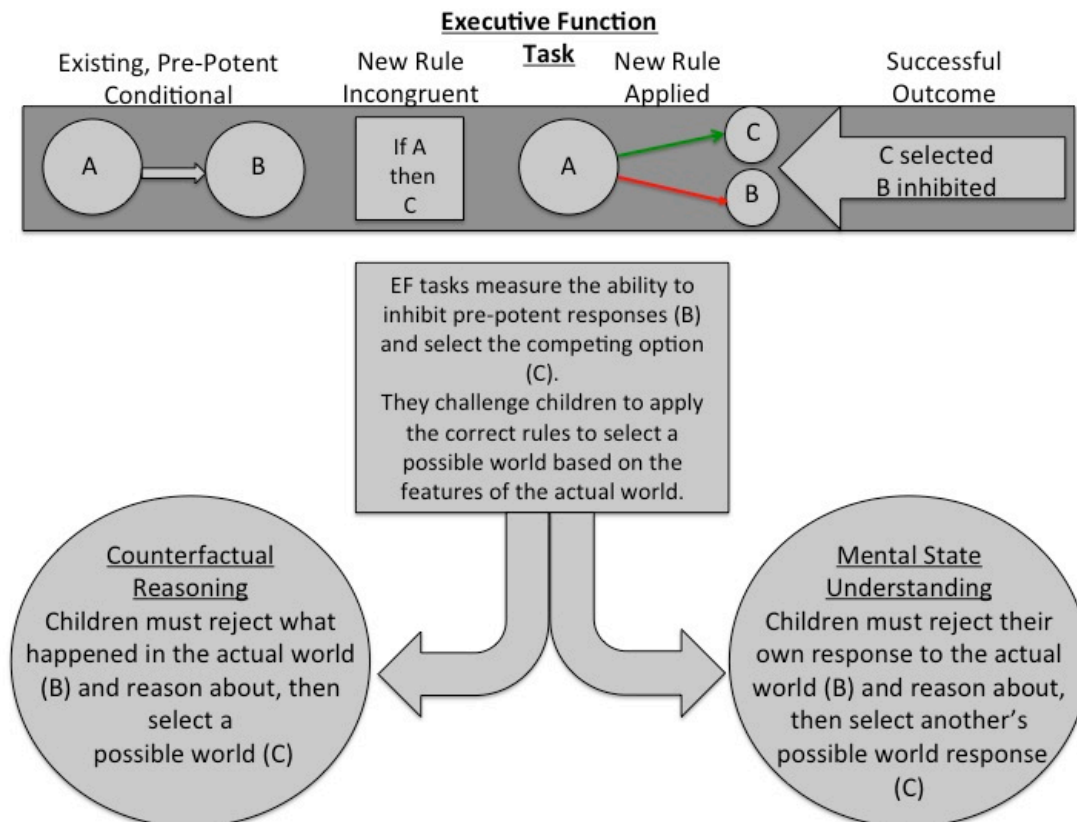 Executive Function
Task
Existing, Pre-Potent
Conditional
New Rule
Incongruent
New Rule
Applied
Successful
Outcome
A
B
If A
then
C
A
C
B
C selected
B inhibited
EF tasks measure the ability to
inhibit pre-potent responses (B)
and select the competing option
(C).
They challenge children to apply
the correct rules to select a
possible world based on the
features of the actual world.
Counterfactual
Reasoning
Children must reject what
happened in the actual world
(B) and reason about, then
select a
possible world (C)
Mental State
Understanding
Children must reject their
own response to the actual
world (B) and reason about,
then select another’s
possible world response
(C)